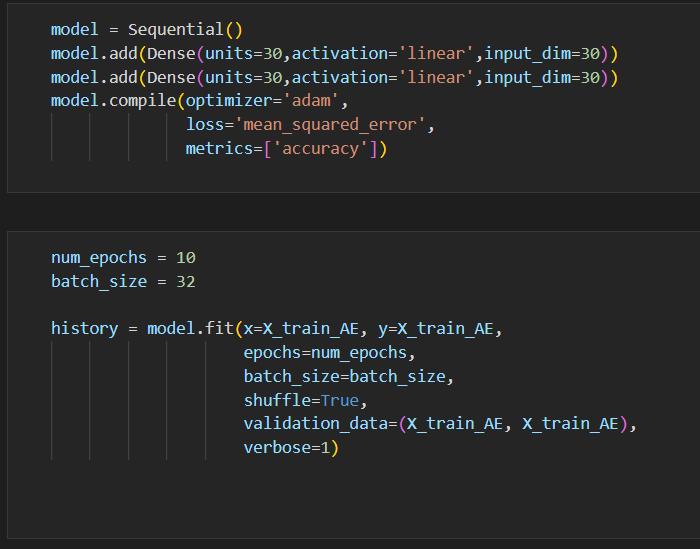 model = Sequential()
model.add(Dense(units=30,activation='linear',input_dim=30))
model.add(Dense(units=30,activation='linear',input_dim=30))
model.compile(optimizer='adam',
loss='mean_squared_error',
metrics=['accuracy'])
num_epochs = 10
batch_size = 32
history = model.fit(x=X_train_AE, y=X_train_AE,
epochs=num_epochs,
batch_size=batch_size,
shuffle=True,
validation_data=(X_train_AE, X_train_AE),
verbose=1)